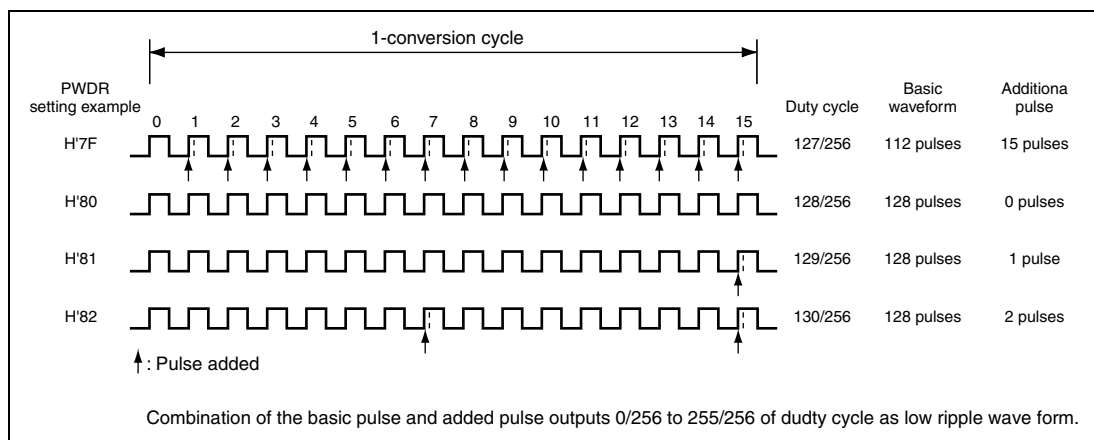 1-conversion cycle
PWDR
setting example
Duty cycle
Basic
waveform
Additiona
pulse
0 1 2 3 4 5 6 7 8 9 10 11 12 13 14 15
H'7F 127/256 112 pulses 15 pulses
H'80 128/256 128 pulses 0 pulses
H'81 129/256 128 pulses 1 pulse
H'82 130/256 128 pulses 2 pulses
: Pulse added
Combination of the basic pulse and added pulse outputs 0/256 to 255/256 of dudty cycle as low ripple wave form.